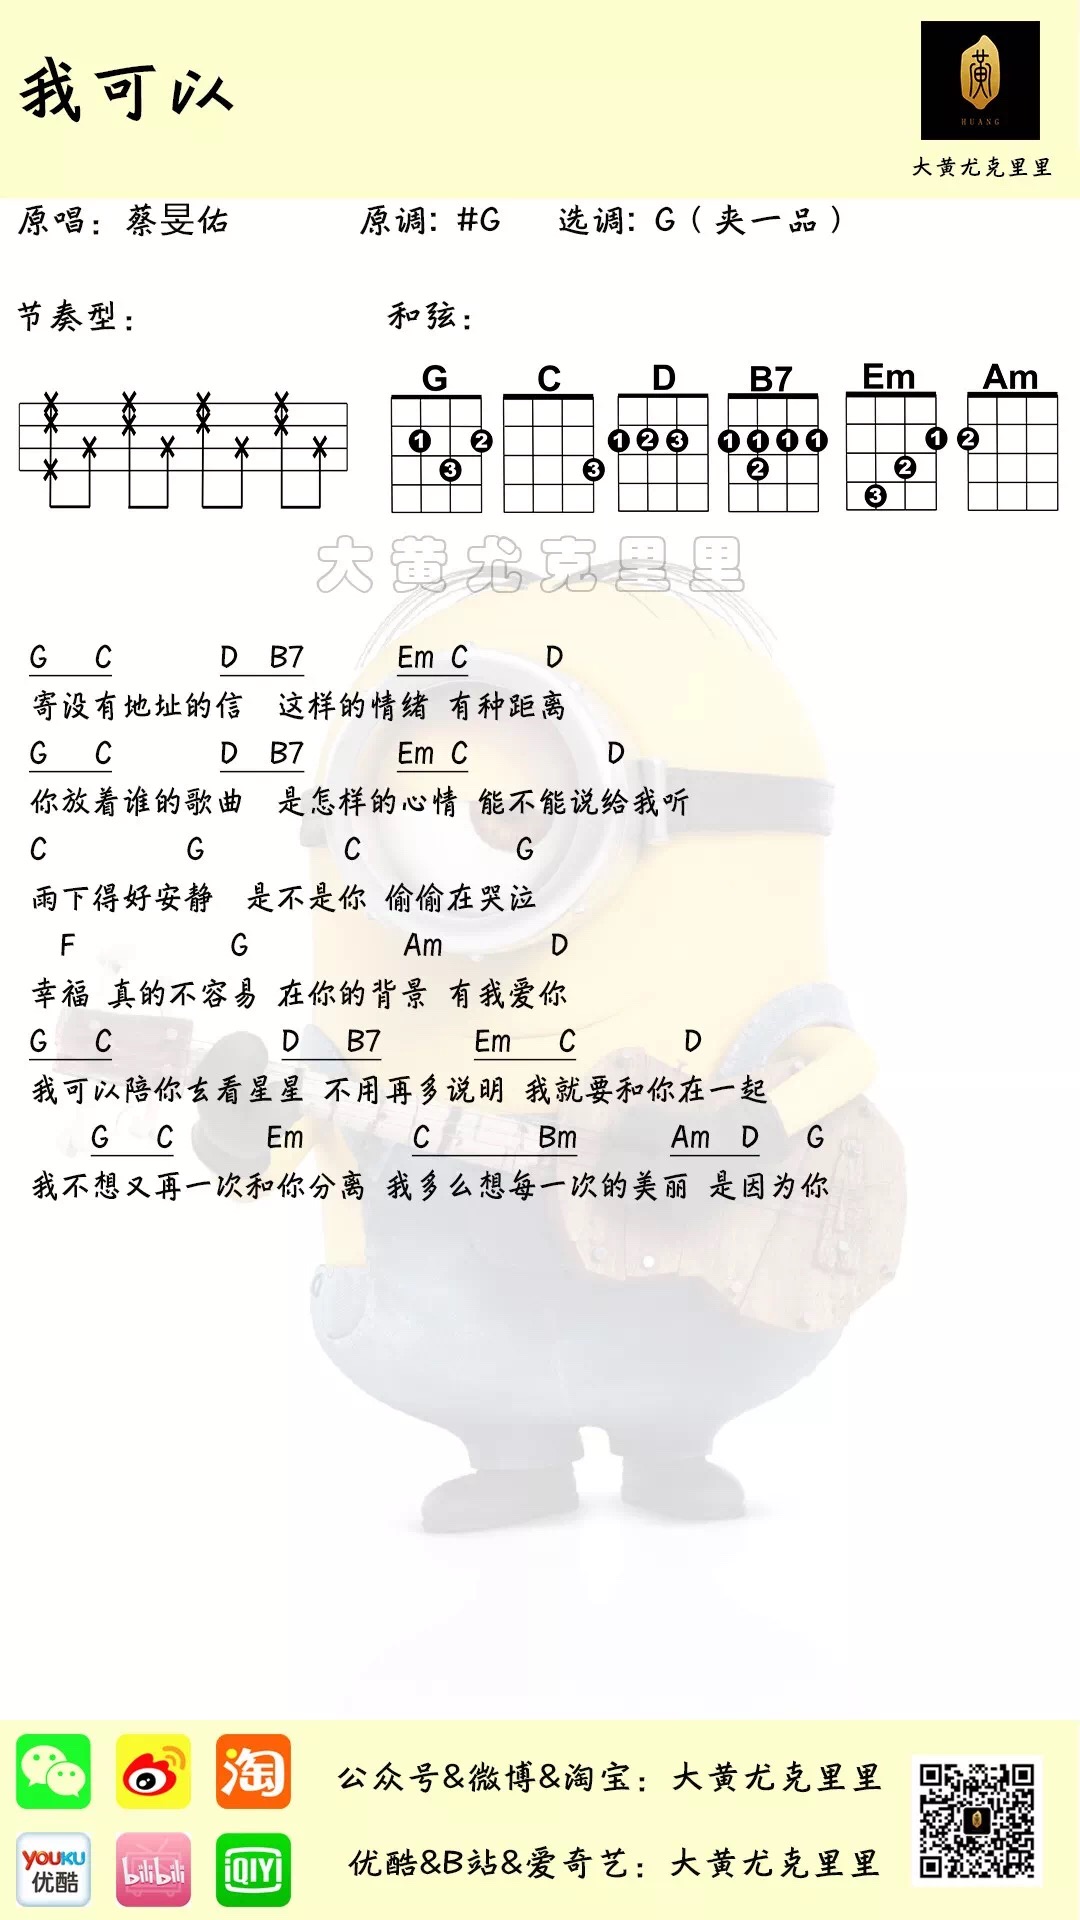 我可以
黄
HUANG
大黄尤克里里
原唱：蔡旻佑 原调：#G 选调：G（夹一品）
节奏型： 和弦：
G C D B7 Em Am
1 2 3 3 1 2 3 1 1 1 1 2 1 2 3 2
大黄尤克里里
G C D B7 Em C D
寄没有地址的信 这样的情绪 有种距离
G C D B7 Em C D
你放着谁的歌曲 是怎样的心情 能不能说给我听
C G C G
雨下得好安静 是不是你 偷偷在哭泣
F G Am D
幸福 真的不容易 在你的背景 有我爱你
G C D B7 Em C D
我可以陪你去看星星 不用再多说明 我就要和你在一起
G C Em C Bm Am D G
我不想又再一次和你分离 我多么想每一次的美丽 是因为你
淘
公众号&微博&淘宝：大黄尤克里里
YOUKU
优酷
bilibili
iQIYI
优酷&B站&爱奇艺：大黄尤克里里